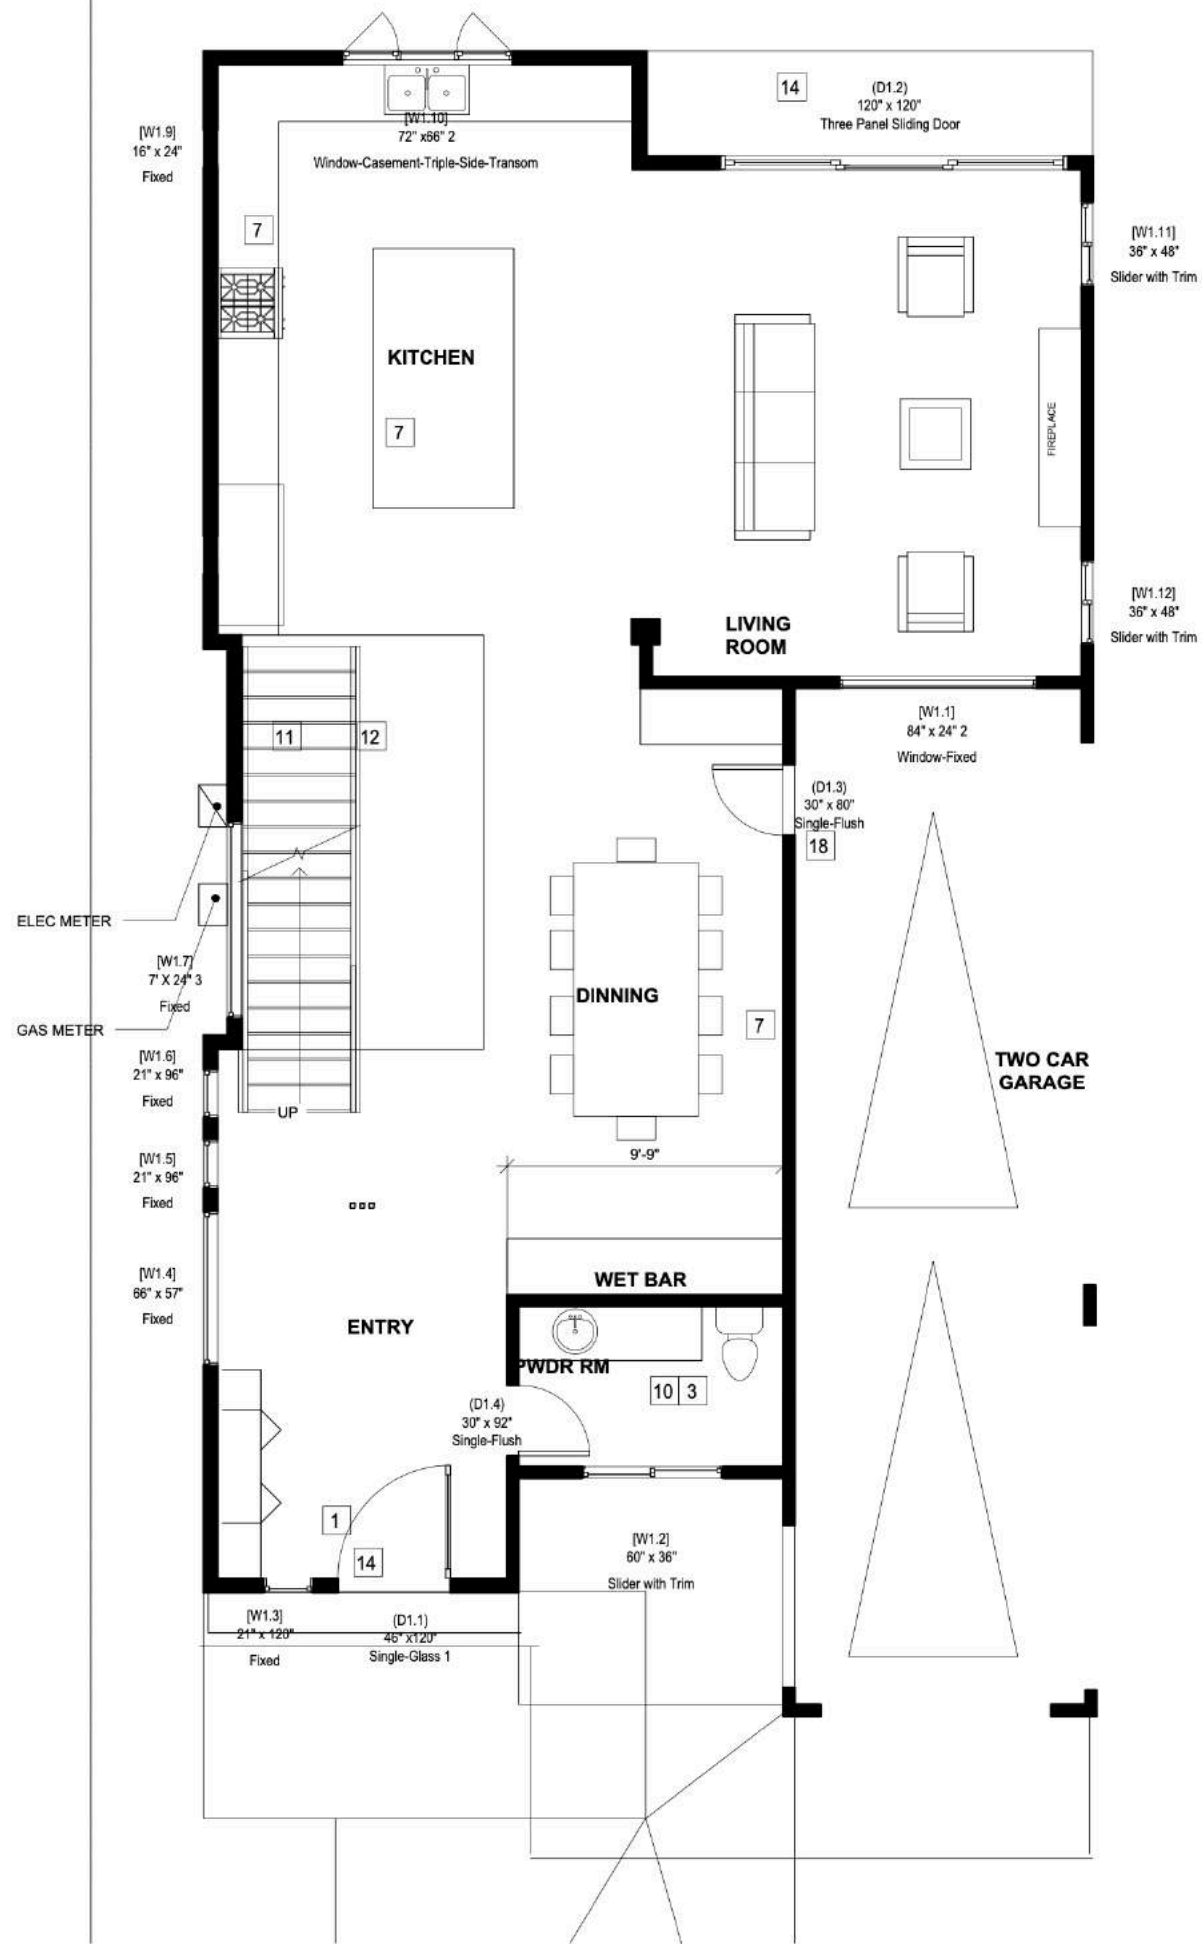 14
(D1.2)
120" x 120"
Three Panel Sliding Door
[W1.9]
16" x 24"
Fixed
[W1.10]
72" x66" 2
Window-Casement-Triple-Side-Transom
7
[W1.11]
36" x 48"
Slider with Trim
KITCHEN
7
FIREPLACE
[W1.12]
36" x 48"
Slider with Trim
LIVING
ROOM
[W1.1]
84" x 24" 2
Window-Fixed
11
12
(D1.3)
30" x 80"
Single-Flush
18
ELEC METER
[W1.7]
7' X 24" 3
Fixed
GAS METER
DINNING
7
[W1.6]
21" x 96"
Fixed
TWO CAR
GARAGE
UP
9'-9"
[W1.5]
21" x 96"
Fixed
[W1.4]
66" x 57"
Fixed
WET BAR
ENTRY
PWDR RM
10 3
(D1.4)
30" x 92"
Single-Flush
1
14
[W1.2]
60" x 36"
Slider with Trim
[W1.3]
21" x 120"
Fixed
(D1.1)
46" x120"
Single-Glass 1